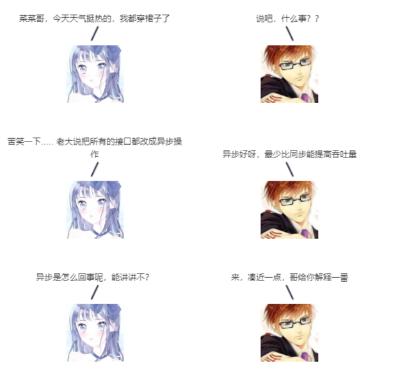 菜菜哥，今天天气挺热的，我都穿裙子了
说吧，什么事？？
苦笑一下..... 老大说把所有的接口都改成异步操
作
异步好呀，最少比同步能提高吞吐量
异步是怎么回事呢，能讲讲不？
来，凑近一点，哥给你解释一番